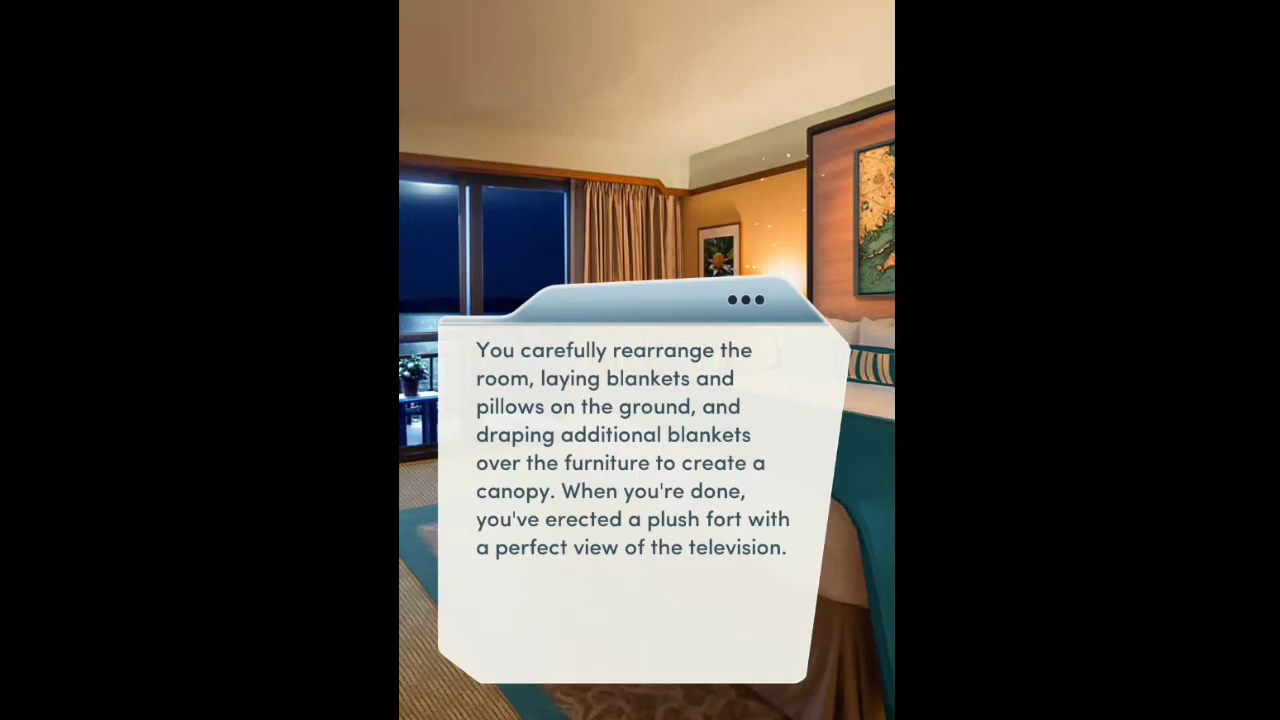 You carefully rearrange the
room, laying blankets and
pillows on the ground, and
draping additional blankets
over the furniture to create a
canopy. When you're done,
you've erected a plush fort with
a perfect view of the television.